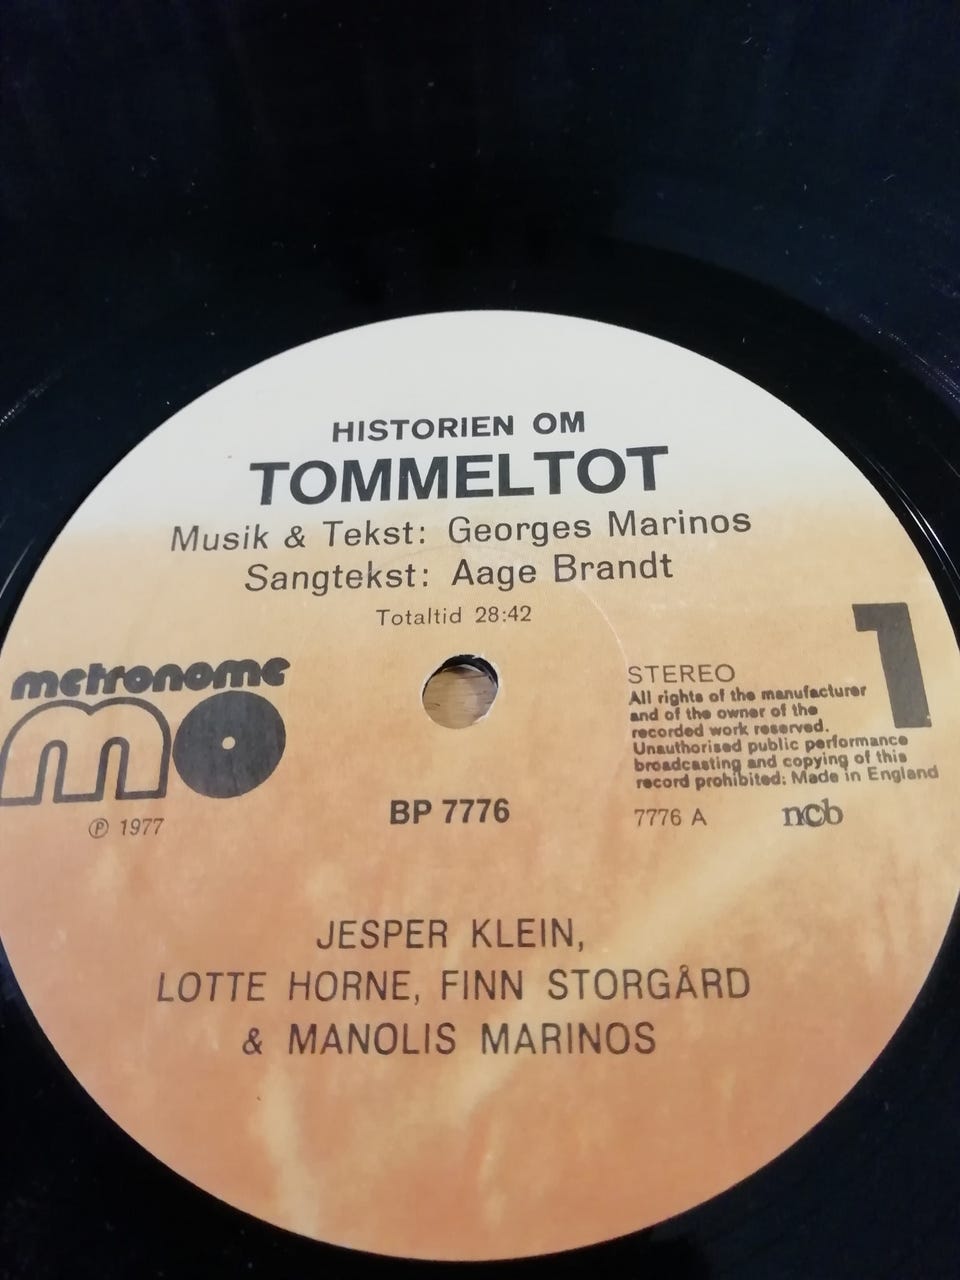 HISTORIEN OM
TOMMELTOT
Musik & Tekst: Georges Marinos
Sangtekst: Aage Brandt
Totaltid 28:42
metronome
mo
℗ 1977
BP 7776
1
STEREO
All rights of the manufacturer
and of the owner of the
recorded work reserved.
Unauthorised public performance
broadcasting and copying of this
record prohibited: Made in England
7776 A
ncb
JESPER KLEIN,
LOTTE HORNE, FINN STORGÅRD
& MANOLIS MARINOS